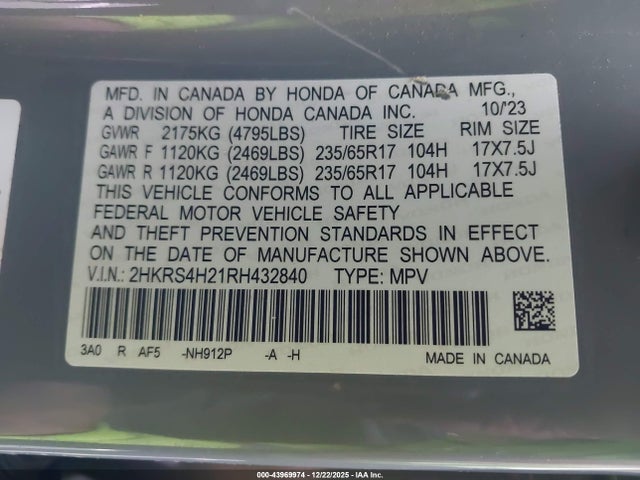 MFD. IN CANADA BY HONDA OF CANADA MFG.,
A DIVISION OF HONDA CANADA INC. 10/'23
GVWR 2175KG (4795LBS) TIRE SIZE RIM SIZE
GAWR F 1120KG (2469LBS) 235/65R17 104H 17X7.5J
GAWR R 1120KG (2469LBS) 235/65R17 104H 17X7.5J
THIS VEHICLE CONFORMS TO ALL APPLICABLE
FEDERAL MOTOR VEHICLE SAFETY
AND THEFT PREVENTION STANDARDS IN EFFECT
ON THE DATE OF MANUFACTURE SHOWN ABOVE.
V.I.N.: 2HKRS4H21RH432840 TYPE: MPV
3A0 R AF5 -NH912P -A -H
MADE IN CANADA
000-43969974 - 12/22/2025 - IAA Inc.